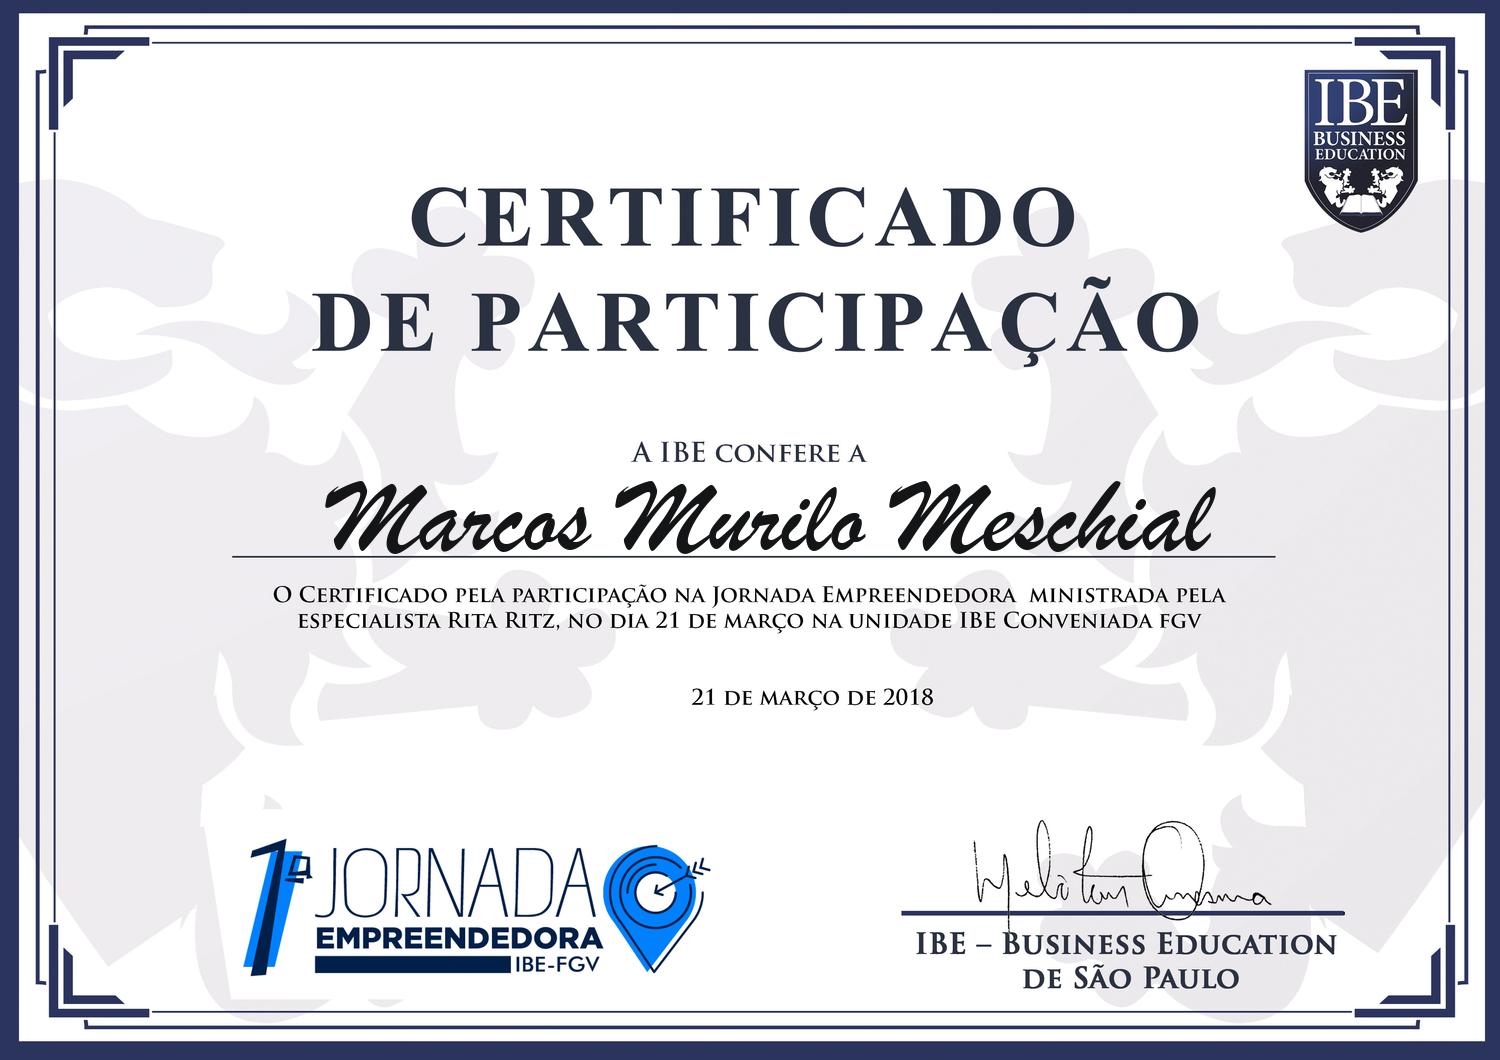 IBE
BUSINESS
EDUCATION
CERTIFICADO
DE PARTICIPAÇÃO
A IBE CONFERE A
Marcos Murilo Meschial
O CERTIFICADO PELA PARTICIPAÇÃO NA JORNADA EMPREENDEDORA MINISTRADA PELA
ESPECIALISTA RITA RITZ, NO DIA 21 DE MARÇO NA UNIDADE IBE CONVENIADA FGV
21 DE MARÇO DE 2018
1ª JORNADA
EMPREENDEDORA
IBE-FGV
IBE – BUSINESS EDUCATION
DE SÃO PAULO